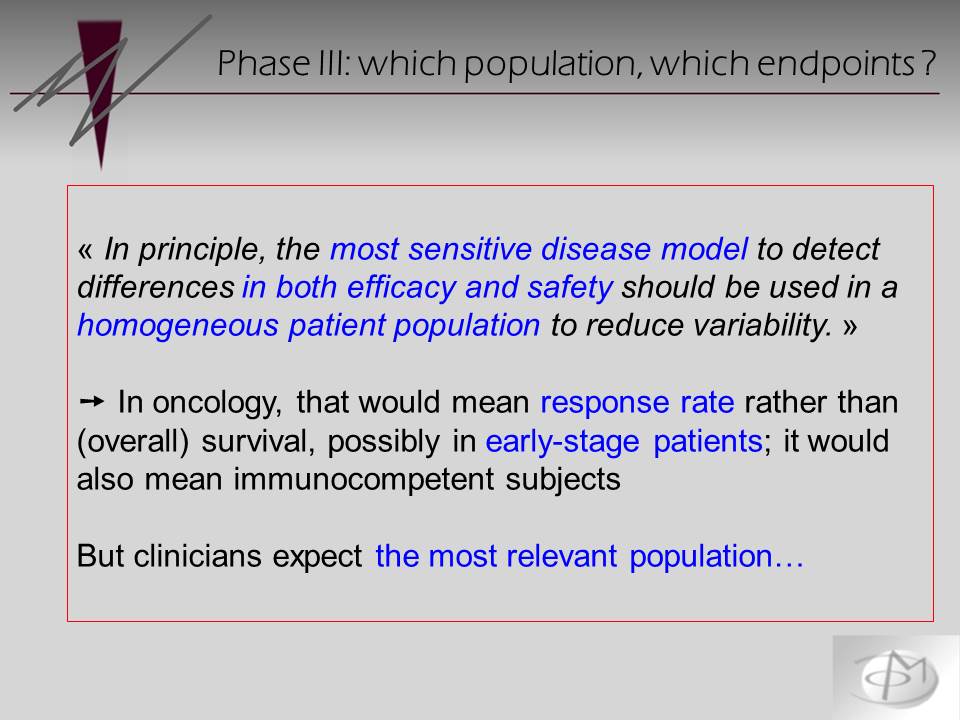 Phase III: which population, which endpoints ?
« In principle, the most sensitive disease model to detect
differences in both efficacy and safety should be used in a
homogeneous patient population to reduce variability. »
➙ In oncology, that would mean response rate rather than
(overall) survival, possibly in early-stage patients; it would
also mean immunocompetent subjects
But clinicians expect the most relevant population…